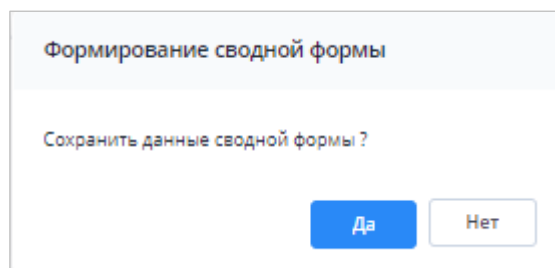 Формирование сводной формы
Сохранить данные сводной формы ?
Да
Нет